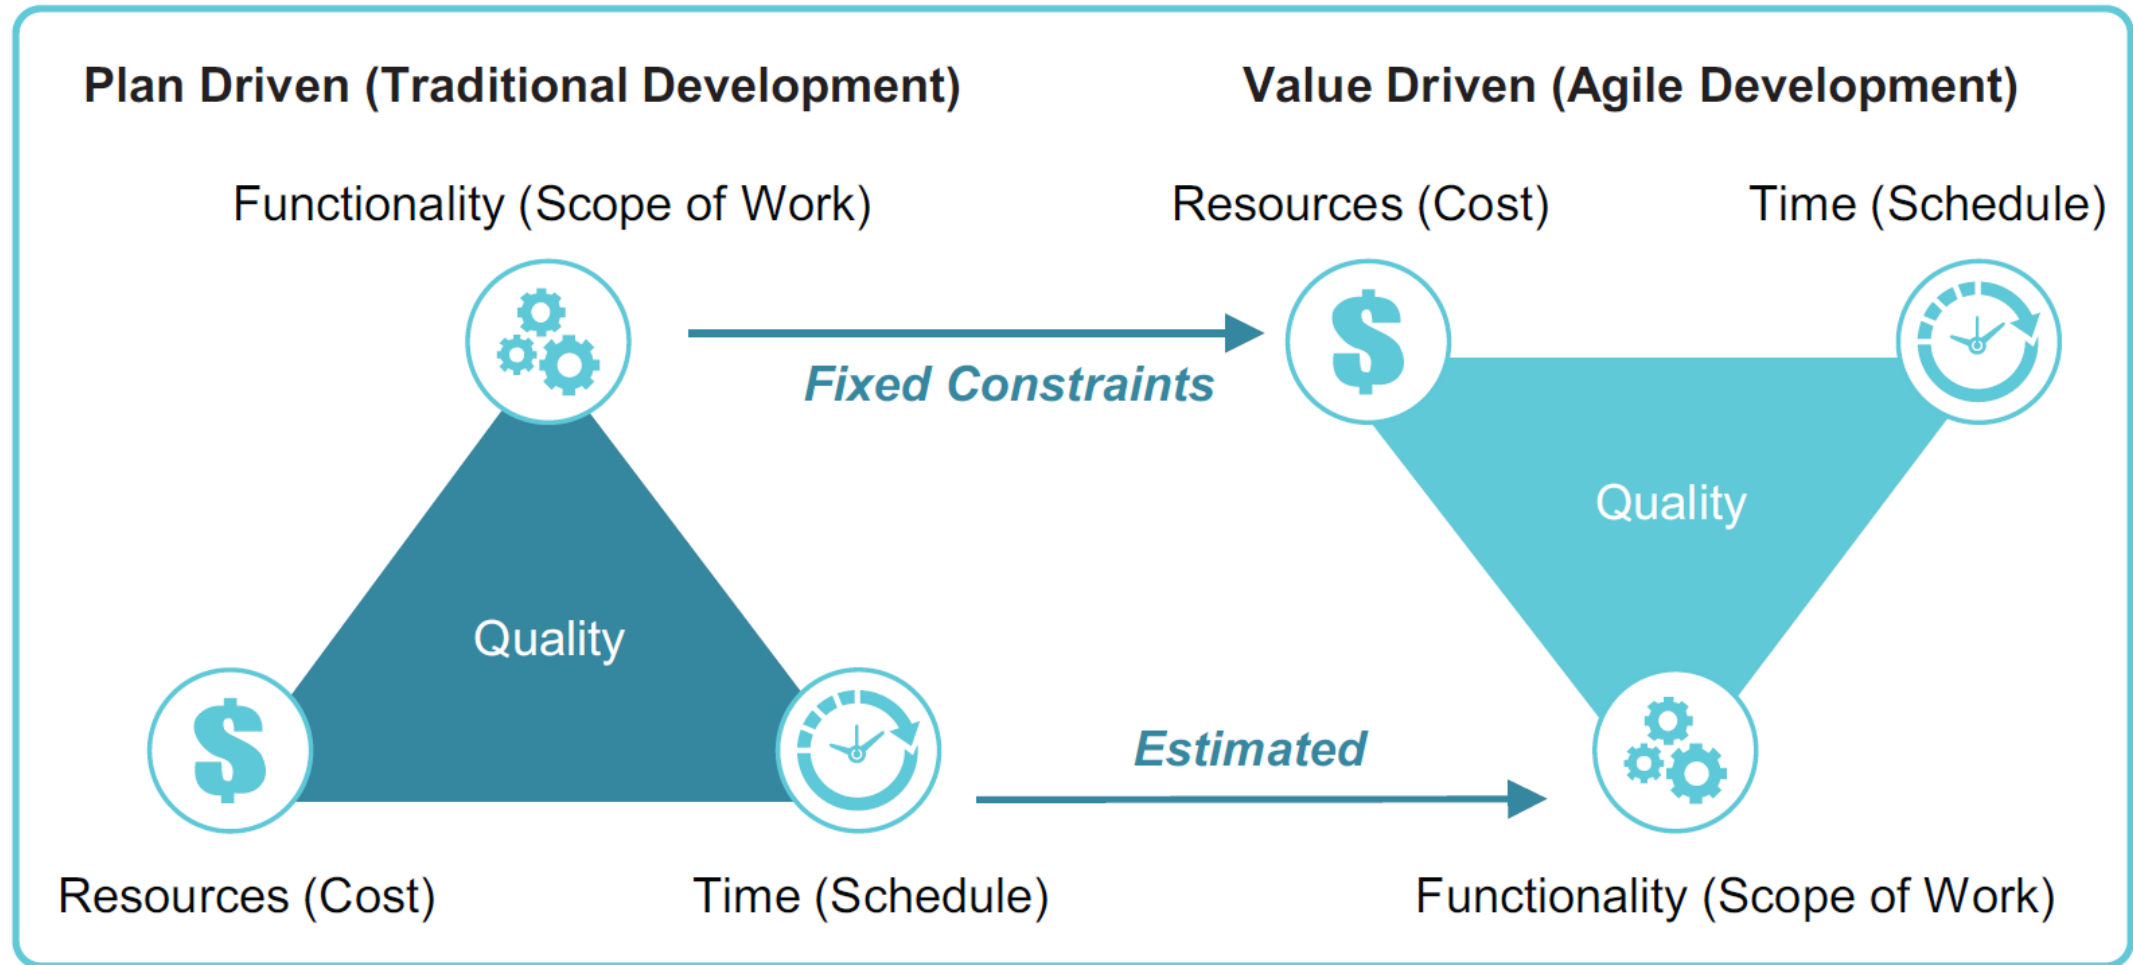 Plan Driven (Traditional Development)
Value Driven (Agile Development)
Functionality (Scope of Work)
Resources (Cost)
Time (Schedule)
$
$
Fixed Constraints
Quality
Quality
$
Estimated
Resources (Cost)
Time (Schedule)
Functionality (Scope of Work)